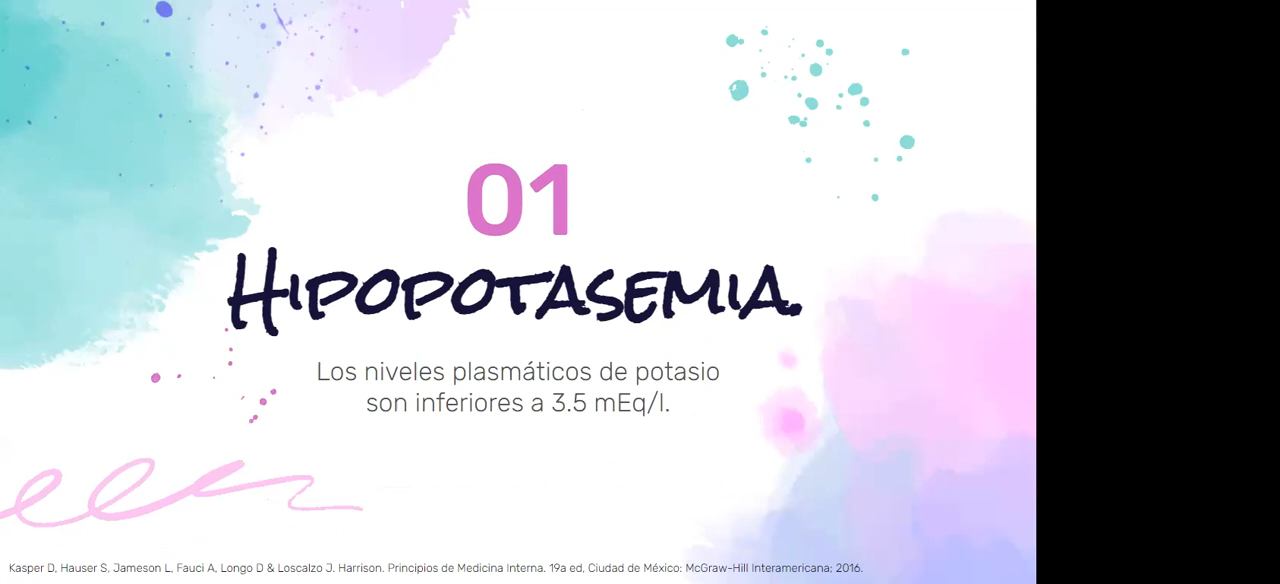 01
Hipopotasemia.
Los niveles plasmáticos de potasio
son inferiores a 3.5 mEq/l.
Kasper D, Hauser S, Jameson L, Fauci A, Longo D & Loscalzo J. Harrison. Principios de Medicina Interna. 19a ed, Ciudad de México: McGraw-Hill Interamericana; 2016.